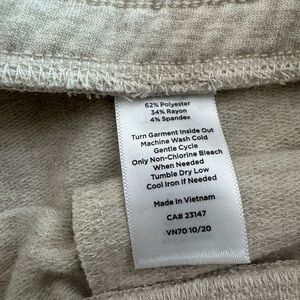 62% Polyester
34% Rayon
4% Spandex
Turn Garment Inside Out
Machine Wash Cold
Gentle Cycle
Only Non-Chlorine Bleach
When Needed
Tumble Dry Low
Cool Iron if Needed
Made in Vietnam
CA# 23147
VN70 10/20